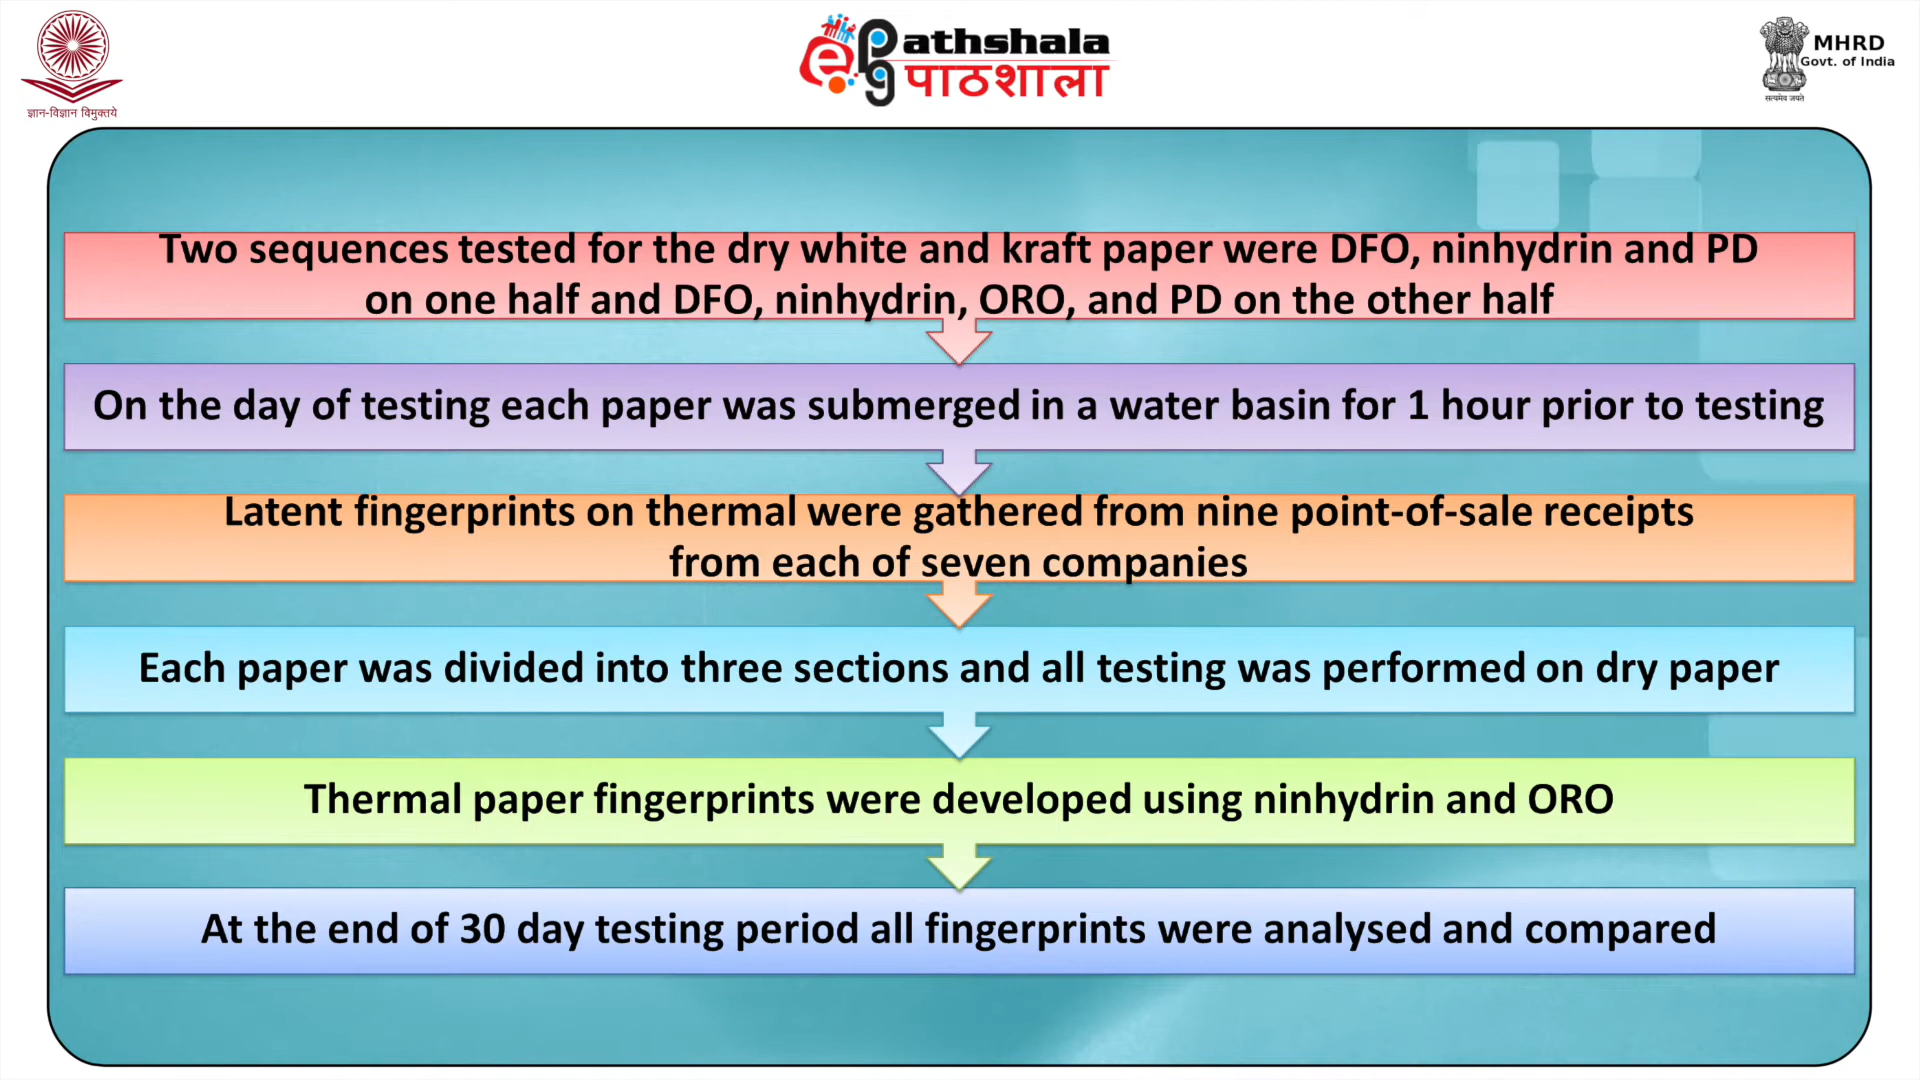 ज्ञान-विज्ञान विमुक्तये
ePg Pathshala
पाठशाला
MHRD
Govt. of India
सत्यमेव जयते
Two sequences tested for the dry white and kraft paper were DFO, ninhydrin and PD
on one half and DFO, ninhydrin, ORO, and PD on the other half
On the day of testing each paper was submerged in a water basin for 1 hour prior to testing
Latent fingerprints on thermal were gathered from nine point-of-sale receipts
from each of seven companies
Each paper was divided into three sections and all testing was performed on dry paper
Thermal paper fingerprints were developed using ninhydrin and ORO
At the end of 30 day testing period all fingerprints were analysed and compared